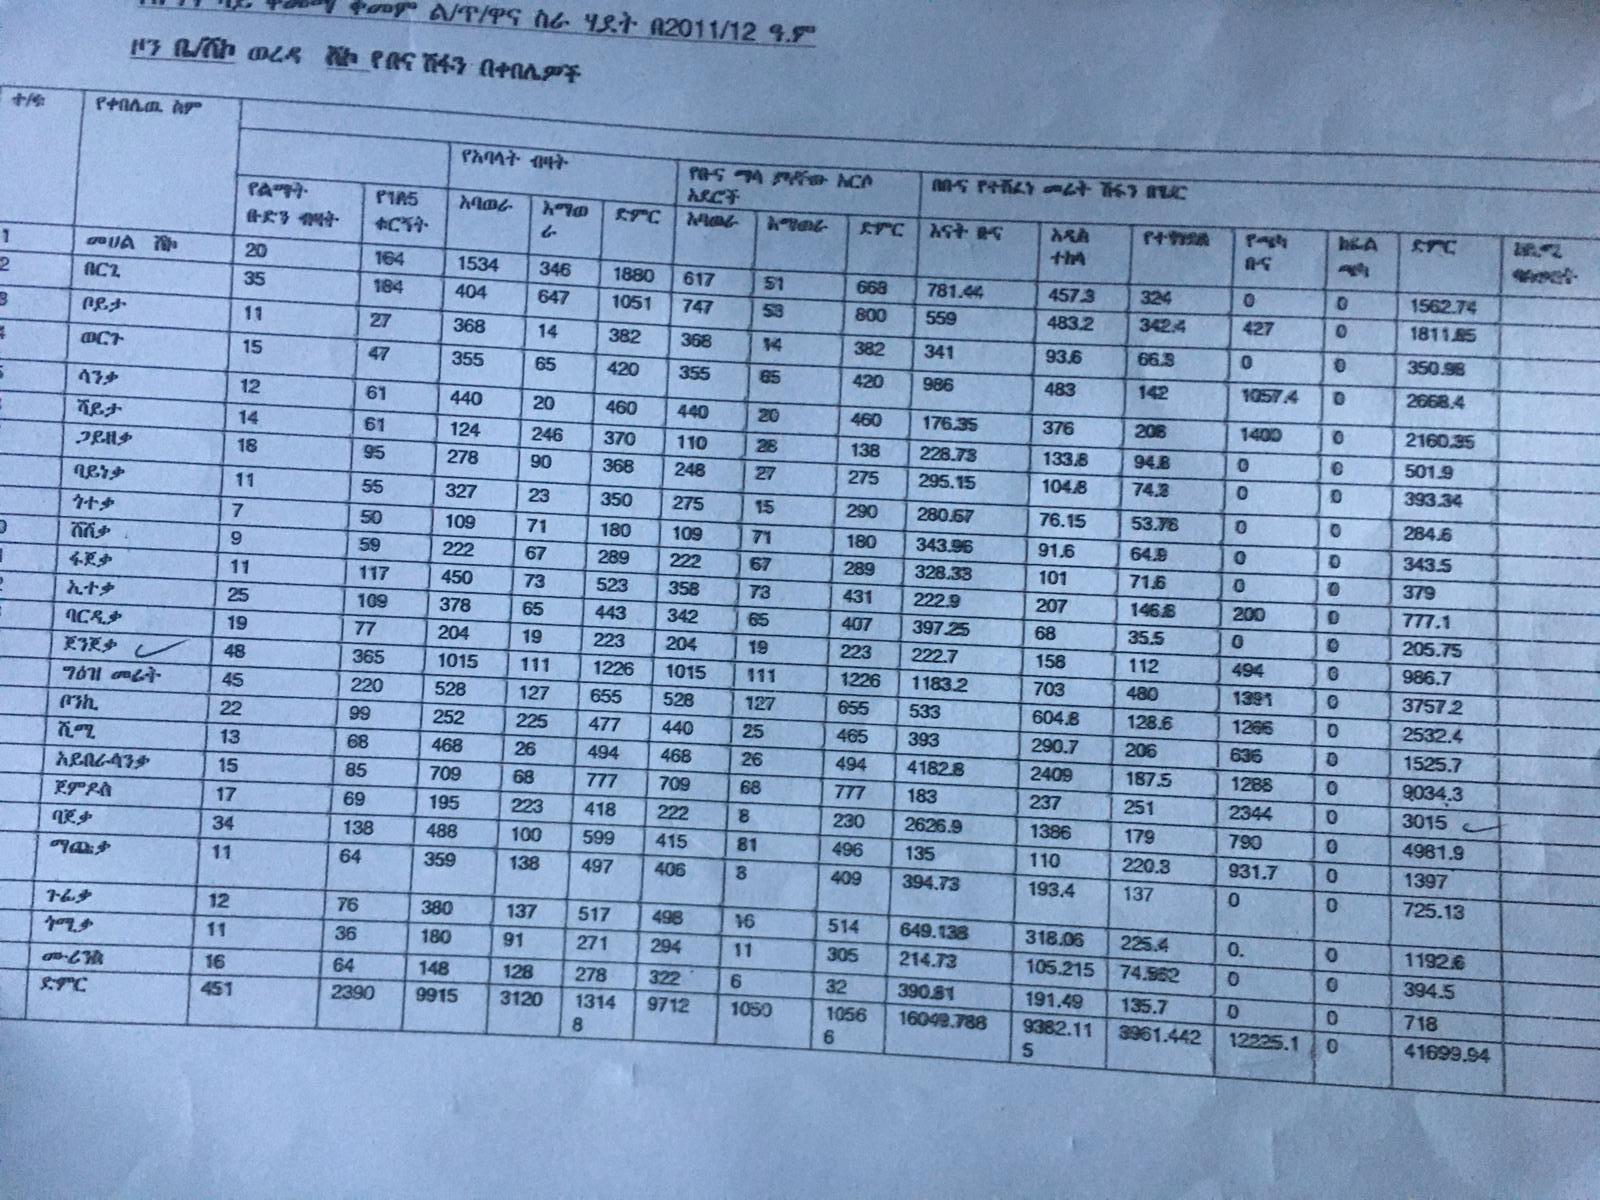 ል/ጥ/ዋና ስራ ሂደት በ2011/12 ዓ.ም
ዞን ቤ/ሸኮ ወረዳ ሸኮ የቡና ሽፋን በቀበሌዎች
ተ/ቁ የቀበሌዉ ስም
የአባላት ብዛት የቡና ማሳ ያላቸው አርሶ አደሮች በቡና የተሸፈነ መሬት ሽፋን በሄ/ር
የልማት ቡድን ብዛት የ1ለ5 ቁርኝት አባወራ እማወራ ድምር አባወራ እማወራ ድምር እናት ቡና አዲስ ተከላ የጫካ ቡና ከፊል ጫካ ድምር
1 መሀል ሸኮ 20 164 1534 346 1880 617 51 668 781.44 457.3 324 0 0 1562.74
2 በርጊ 35 184 404 647 1051 747 53 800 559 483.2 342.4 427 0 1811.65
3 ቦይታ 11 27 368 14 382 368 14 382 341 93.6 66.3 0 0 350.98
ወርጉ 15 47 355 65 420 355 65 420 986 483 142 1057.4 0 2668.4
ሳንቃ 12 61 440 20 460 440 20 460 176.35 376 208 1400 0 2160.35
ሻይታ 14 61 124 246 370 110 28 138 228.73 133.8 94.8 0 0 501.9
ጋይዘቃ 18 95 278 90 368 248 27 275 295.15 104.8 74.3 0 0 393.34
ባይነቃ 11 55 327 23 350 275 15 290 280.67 76.15 53.76 0 0 284.6
ጎተቃ 7 50 109 71 180 109 71 180 343.96 91.6 64.9 0 0 343.5
ሸሸቃ 9 59 222 67 289 222 67 289 328.33 101 71.6 0 0 379
ፋጂቃ 11 117 450 73 523 358 73 431 222.9 207 146.8 200 0 777.1
ኢተቃ 25 109 378 65 443 342 65 407 397.25 68 35.5 0 0 205.75
ባርዲቃ 19 77 204 19 223 204 19 223 222.7 158 112 494 0 986.7
ጀንጀቃ 48 365 1015 111 1226 1015 111 1226 1183.2 703 480 1391 0 3757.2
ግዕዝ መሬት 45 220 528 127 655 528 127 655 533 604.8 128.6 1266 0 2532.4
ቦንኪ 22 99 252 225 477 440 25 465 393 290.7 206 636 0 1525.7
ሺሚ 13 68 468 26 494 468 26 494 4182.8 2409 187.5 1288 0 9034.3
አይበራሳንቃ 15 85 709 68 777 709 68 777 183 237 251 2344 0 3015
ጀምዶስ 17 69 195 223 418 222 8 230 2626.9 1386 179 790 0 4981.9
ባጀቃ 34 138 488 100 599 415 81 496 135 110 220.3 931.7 0 1397
ማጩቃ 11 64 359 138 497 406 3 409 394.73 193.4 137 0 0 725.13
ጉራቃ 12 76 380 137 517 498 16 514 649.138 318.06 225.4 0. 0 1192.6
ጎሚቃ 11 36 180 91 271 294 11 305 214.73 105.215 74.952 0 0 394.5
16 64 148 128 278 322 6 32 390.81 191.49 135.7 0 0 718
ድምር 451 2390 9915 3120 13148 9712 1050 10566 16049.788 9382.115 3961.442 12225.1 0 41699.94